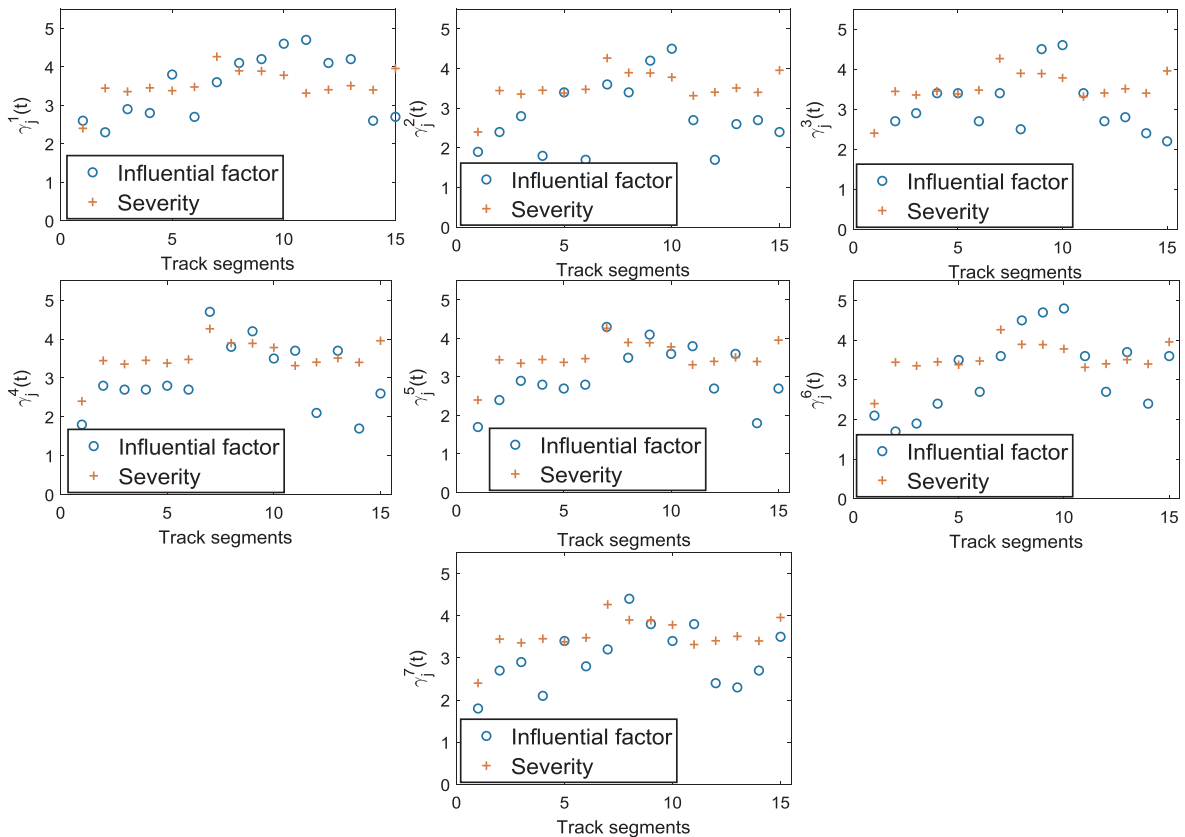 5
4
3
2
1
0
γj1(t)
Influential factor
Severity
0 5 10 15
Track segments
5
4
3
2
1
0
γj2(t)
Influential factor
Severity
0 5 10 15
Track segments
5
4
3
2
1
0
γj3(t)
Influential factor
Severity
0 5 10 15
Track segments
5
4
3
2
1
0
γj4(t)
Influential factor
Severity
0 5 10 15
Track segments
5
4
3
2
1
0
γj5(t)
Influential factor
Severity
0 5 10 15
Track segments
5
4
3
2
1
0
γj6(t)
Influential factor
Severity
0 5 10 15
Track segments
5
4
3
2
1
0
γj7(t)
Influential factor
Severity
0 5 10 15
Track segments